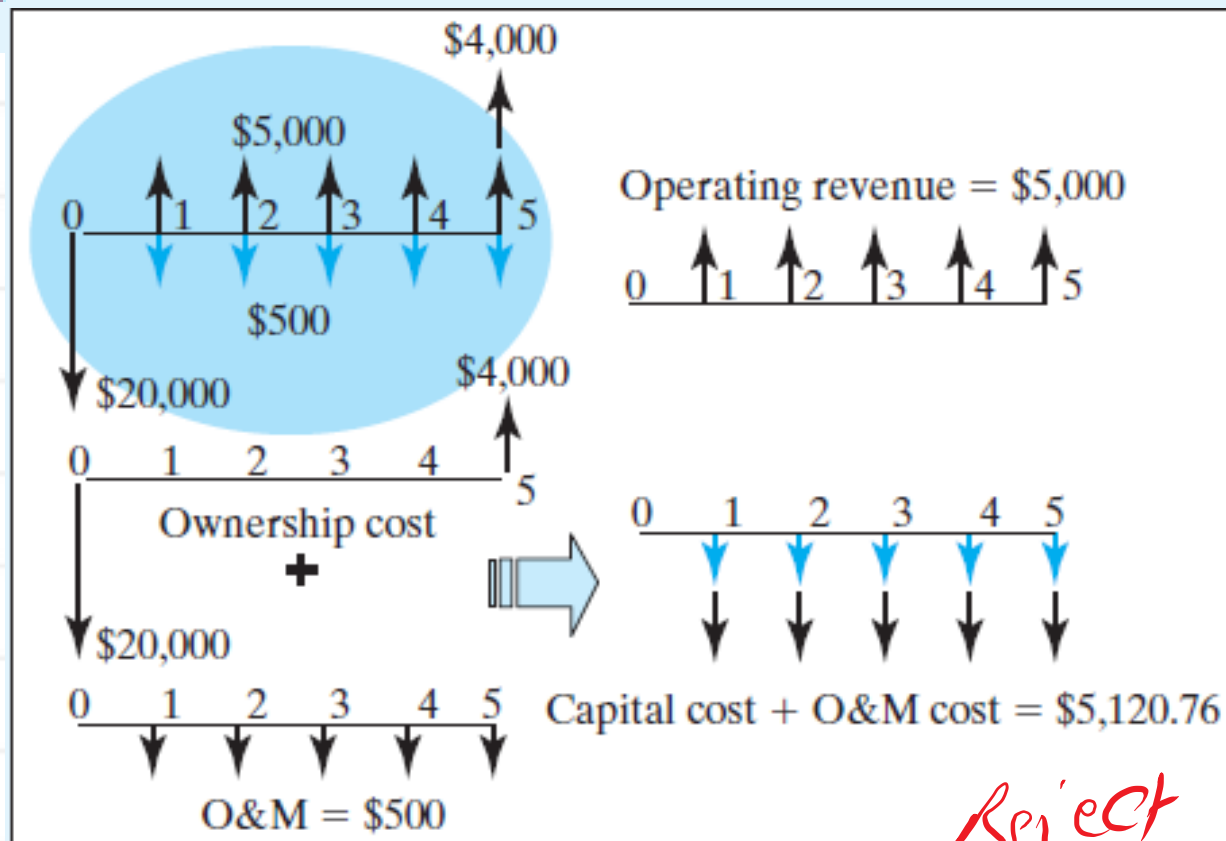 $4,000
$5,000
0 1 2 3 4 5
$500
$20,000
Operating revenue = $5,000
0 1 2 3 4 5
$4,000
0 1 2 3 4 5
Ownership cost
+
$20,000
0 1 2 3 4 5
O&M = $500
0 1 2 3 4 5
Capital cost + O&M cost = $5,120.76
Reject